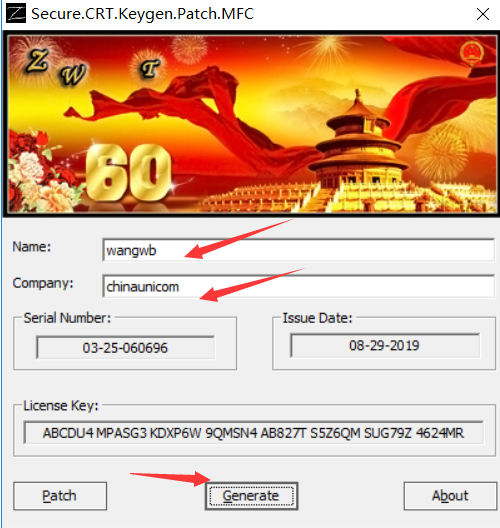 Secure.CRT.Keygen.Patch.MFC
Z W T
60
Name: wangwb
Company: chinaunicom
Serial Number:
03-25-060696
Issue Date:
08-29-2019
License Key:
ABCDU4 MPASG3 KDXP6W 9QMSN4 AB827T S5Z6QM SUG79Z 4624MR
Patch Generate About